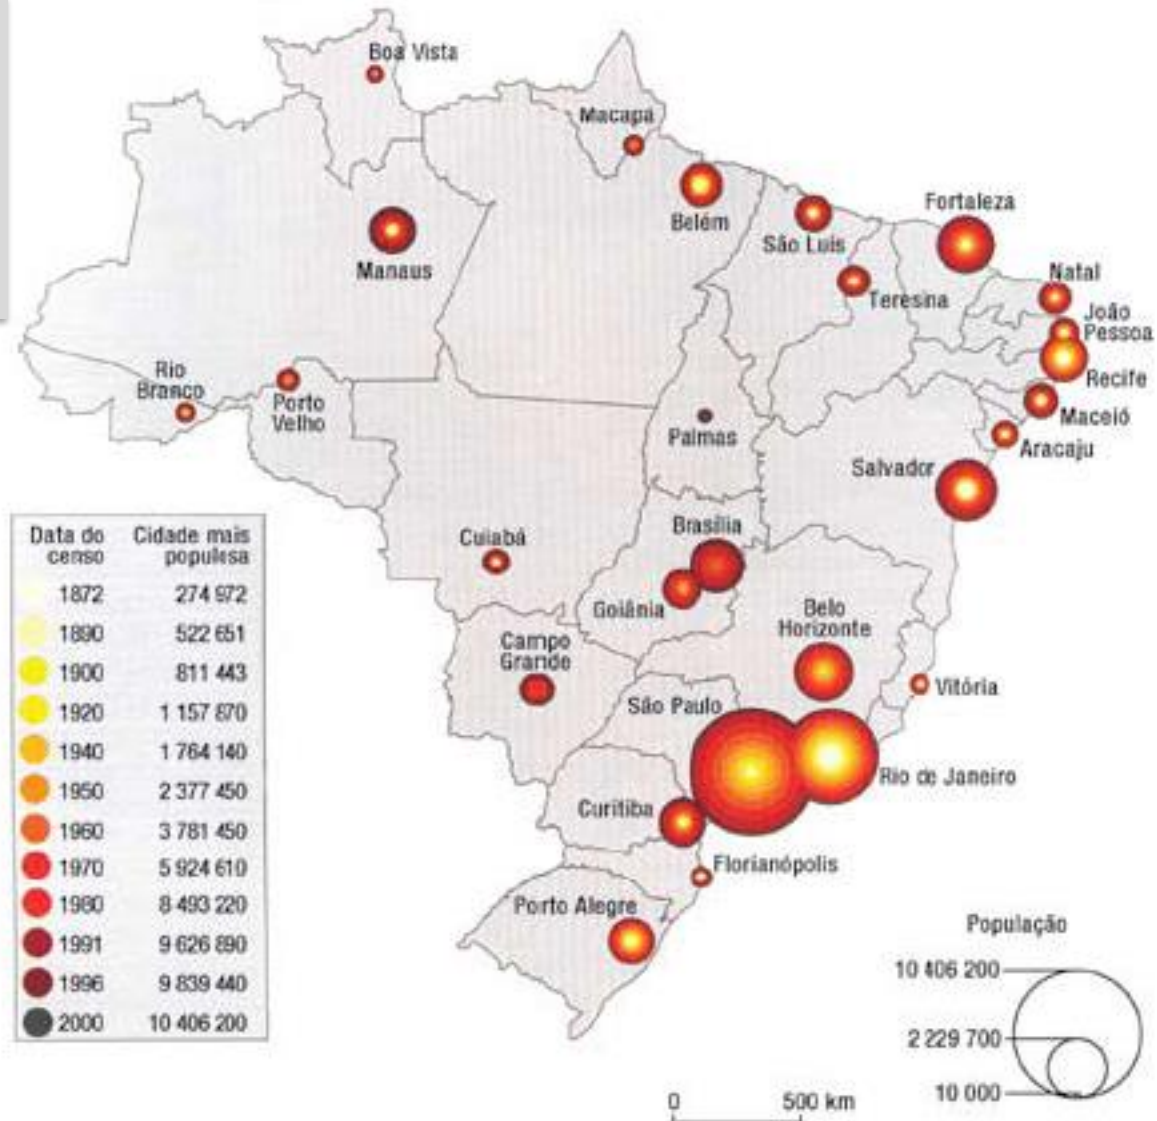 Boa Vista
Macapá
Belém
Manaus
São Luis
Fortaleza
Teresina
Natal
João
Pessoa
Recife
Maceió
Aracaju
Rio
Branco
Porto
Velho
Palmas
Salvador
Cuiabá
Brasília
Goiânia
Belo
Horizonte
Campo
Grande
Vitória
São Paulo
Rio de Janeiro
Curitiba
Florianópolis
Porto Alegre
Data do censo Cidade mais populesa
1872 274 972
1890 522 651
1900 811 443
1920 1 157 870
1940 1 764 140
1950 2 377 450
1960 3 781 450
1970 5 924 610
1980 8 493 220
1991 9 626 890
1996 9 839 440
2000 10 406 200
População
10 406 200
2 229 700
10 000
0 500 km